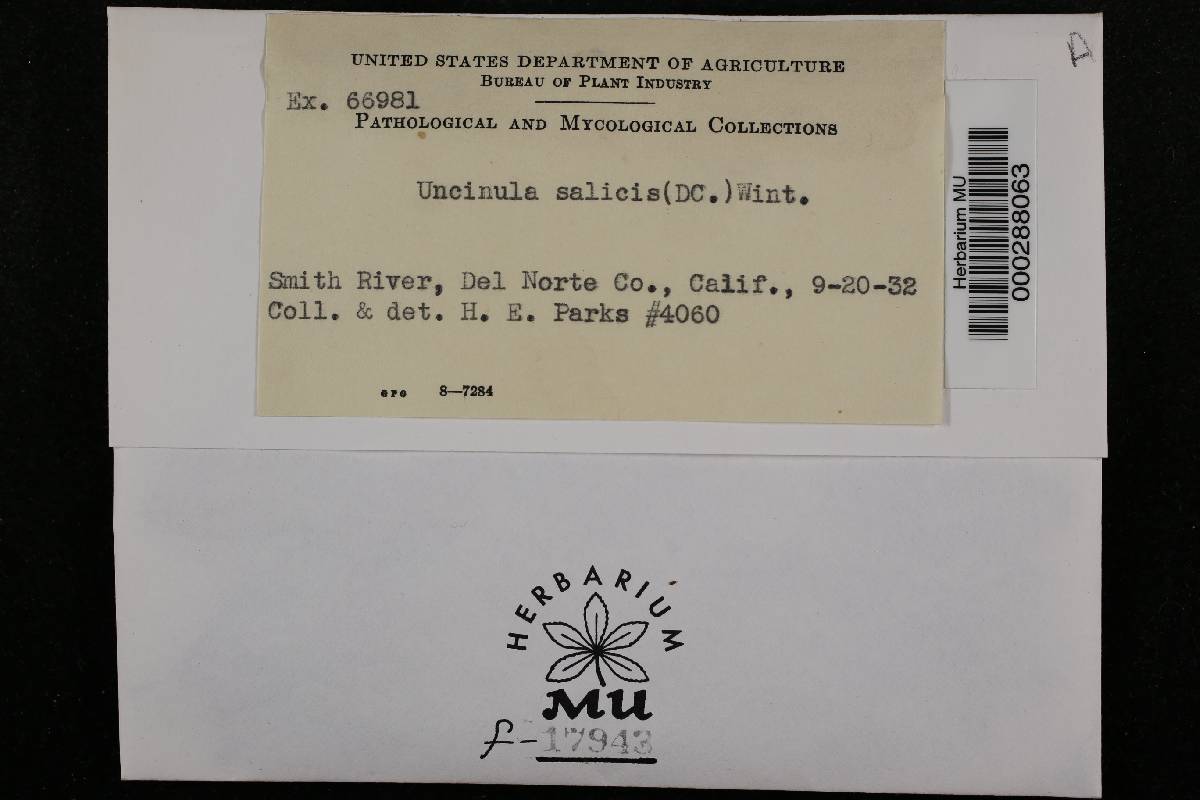 UNITED STATES DEPARTMENT OF AGRICULTURE
BUREAU OF PLANT INDUSTRY
Ex. 66981
PATHOLOGICAL AND MYCOLOGICAL COLLECTIONS
Uncinula salicis(DC.)Wint.
Smith River, Del Norte Co., Calif., 9-20-32
Coll. & det. H. E. Parks #4060
GPO 8—7284
Herbarium MU
000288063
HERBARIUM
MU
f-17943